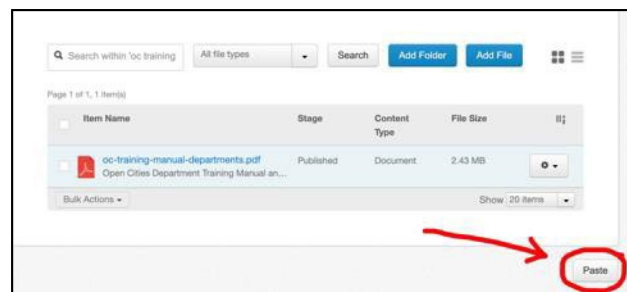 Search within 'oc training
All file types
Search
Add Folder
Add File
Page 1 of 1, 1 item(s)
Item Name
Stage
Content Type
File Size
oc-training-manual-departments.pdf
Published
Document
2.43 MB
Open Cities Department Training Manual an...
Bulk Actions
Show 20 items
Paste